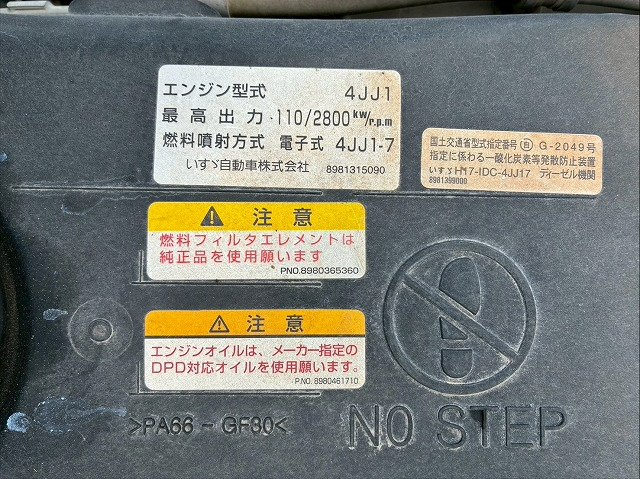 エンジン型式 4JJ1
最高出力 ・110/2800 kw/r.p.m
燃料噴射方式 電子式 4JJ1-7
いすゞ自動車株式会社 8981315090
国土交通省型式指定番号 自 G-2049号
指定に係わる一酸化炭素等発散防止装置
いすゞH17-IDC-4JJ17 ディーゼル機関
8981399000
注意
燃料フィルタエレメントは
純正品を使用願います
PNO.8980365360
注意
エンジンオイルは、メーカー指定の
DPD対応オイルを使用願います。
P.NO.8980461710
>PA66-GF30<
NO STEP